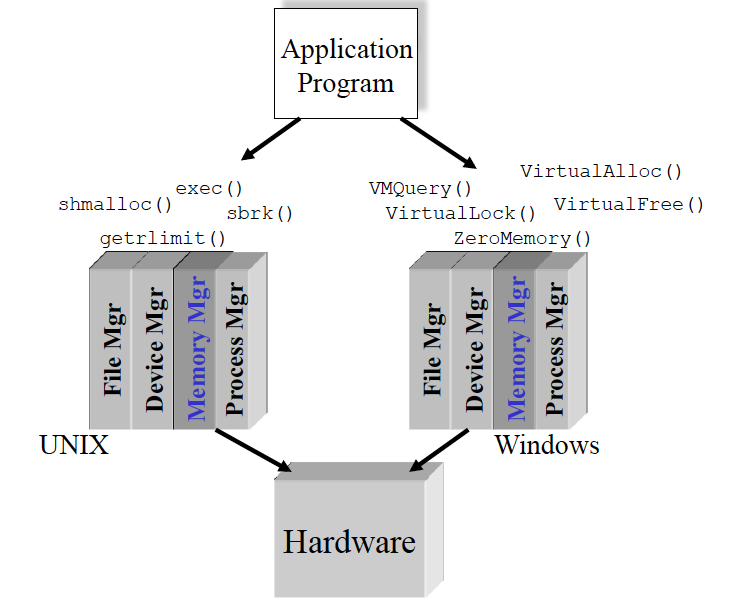 Application
Program
VirtualAlloc()
exec()
VMQuery()
shmalloc()
sbrk()
VirtualLock()
VirtualFree()
getrlimit()
ZeroMemory()
File Mgr
Device Mgr
Memory Mgr
Process Mgr
File Mgr
Device Mgr
Memory Mgr
Process Mgr
UNIX
Windows
Hardware